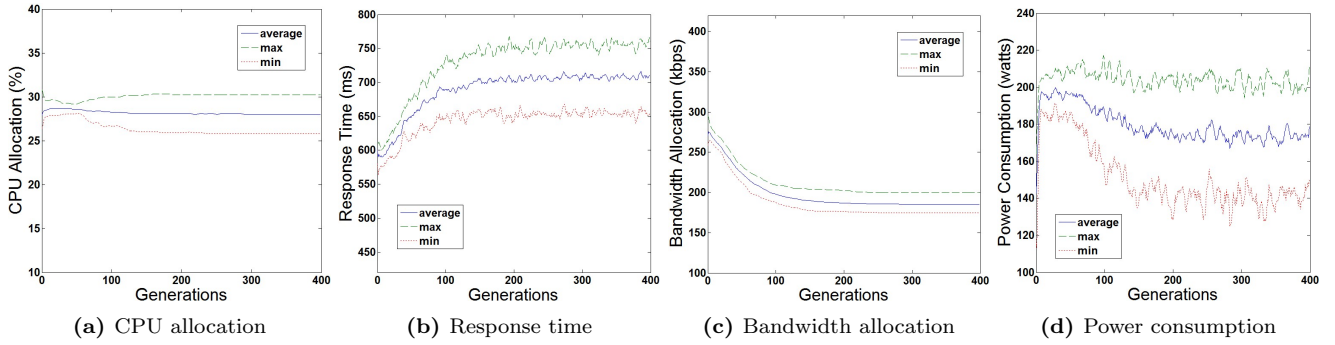 CPU Allocation (%)
40
35
30
25
20
15
10
average
max
min
0
100
200
300
400
Generations
(a) CPU allocation
Response Time (ms)
800
750
700
650
600
550
500
450
average
max
min
0
100
200
300
400
Generations
(b) Response time
Bandwidth Allocation (kbps)
400
350
300
250
200
150
100
average
max
min
0
100
200
300
400
Generations
(c) Bandwidth allocation
Power Consumption (watts)
240
220
200
180
160
140
120
100
average
max
min
0
100
200
300
400
Generations
(d) Power consumption